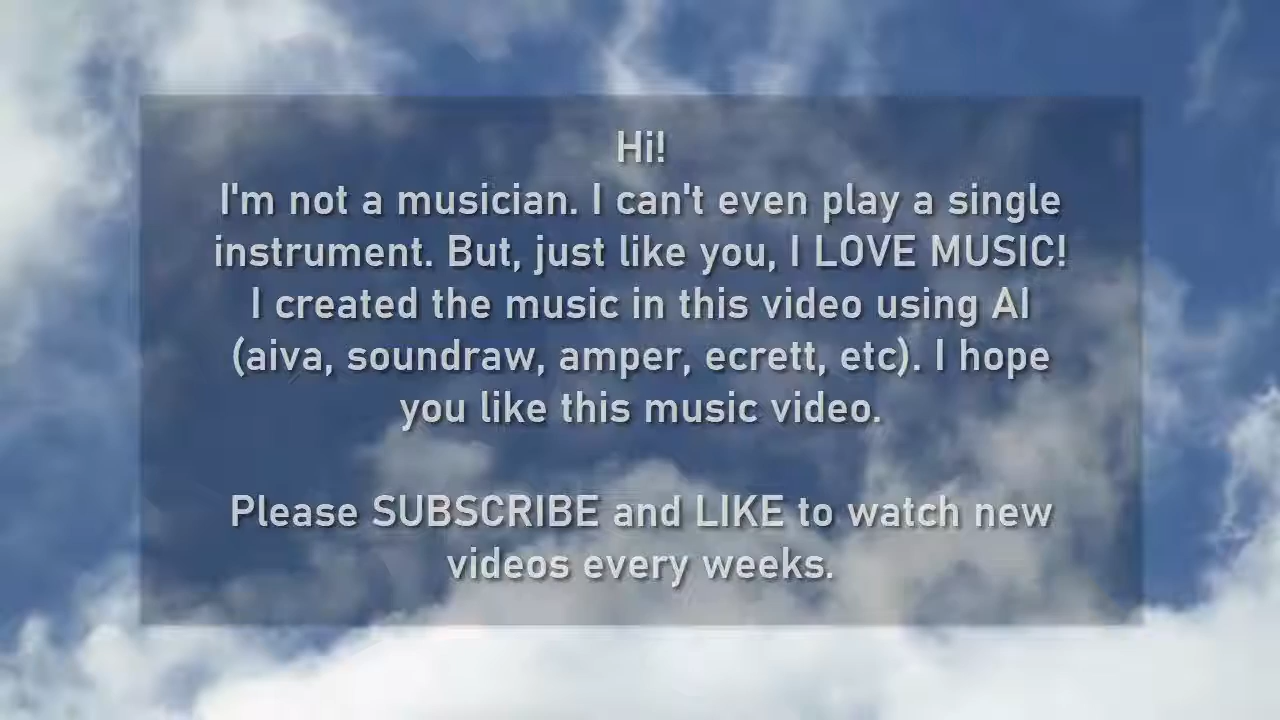 Hi!
I'm not a musician. I can't even play a single
instrument. But, just like you, I LOVE MUSIC!
I created the music in this video using AI
(aiva, soundraw, amper, ecrett, etc). I hope
you like this music video.
Please SUBSCRIBE and LIKE to watch new
videos every weeks.